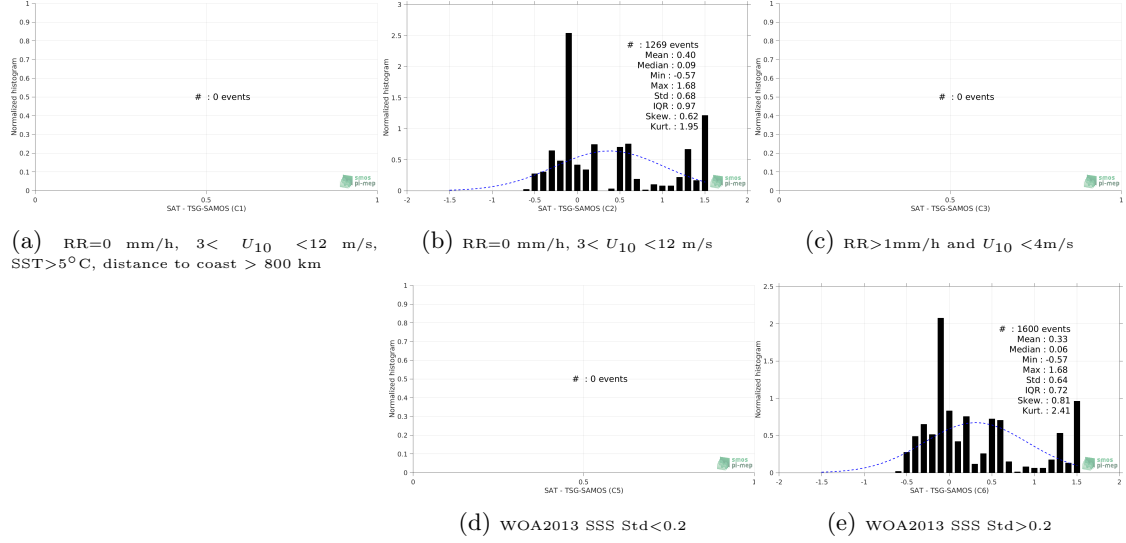 1
0.9
0.8
0.7
0.6
0.5
0.4
0.3
0.2
0.1
0
0 0.5 1
Normalized histogram
# : 0 events
SAT - TSG-SAMOS (C1)
smos
pi-mep
3
2.5
2
1.5
1
0.5
0
-2 -1.5 -1 -0.5 0 0.5 1 1.5 2
Normalized histogram
# : 1269 events
Mean : 0.40
Median : 0.09
Min : -0.57
Max : 1.68
Std : 0.68
IQR : 0.97
Skew. : 0.62
Kurt. : 1.95
SAT - TSG-SAMOS (C2)
smos
pi-mep
1
0.9
0.8
0.7
0.6
0.5
0.4
0.3
0.2
0.1
0
0 0.5 1
Normalized histogram
# : 0 events
SAT - TSG-SAMOS (C3)
smos
pi-mep
(a) RR=0 mm/h, 3< U10 <12 m/s,
SST>5°C, distance to coast > 800 km
(b) RR=0 mm/h, 3< U10 <12 m/s
(c) RR>1mm/h and U10 <4m/s
1
0.9
0.8
0.7
0.6
0.5
0.4
0.3
0.2
0.1
0
0 0.5 1
Normalized histogram
# : 0 events
SAT - TSG-SAMOS (C5)
smos
pi-mep
2.5
2
1.5
1
0.5
0
-2 -1.5 -1 -0.5 0 0.5 1 1.5 2
Normalized histogram
# : 1600 events
Mean : 0.33
Median : 0.06
Min : -0.57
Max : 1.68
Std : 0.64
IQR : 0.72
Skew. : 0.81
Kurt. : 2.41
SAT - TSG-SAMOS (C6)
smos
pi-mep
(d) WOA2013 SSS Std<0.2
(e) WOA2013 SSS Std>0.2